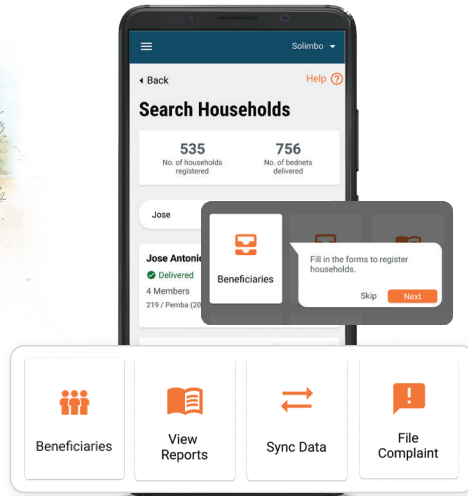 Solimbo
Back
Help
Search Households
535
No. of households
registered
756
No. of bednets
delivered
Jose
Jose Antonio
Delivered
4 Members
219 / Pemba (20
Beneficiaries
Fill in the forms to register
households.
Skip
Next
Beneficiaries
View
Reports
Sync Data
File
Complaint